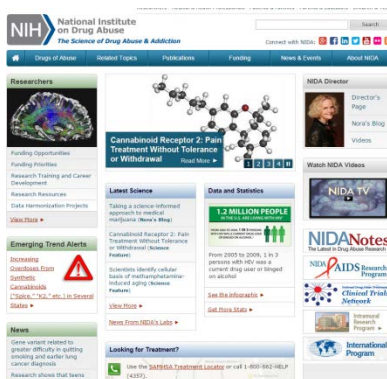 NIH
National Institute
on Drug Abuse
The Science of Drug Abuse & Addiction
Search
Connect with NIDA:
Drugs of Abuse
Related Topics
Publications
Funding
News & Events
About NIDA
Researchers
Funding Opportunities
Funding Priorities
Research Training and Career
Development
Research Resources
Data Harmonization Projects
View More ►
Emerging Trend Alerts
Increasing
Overdoses From
Synthetic
Cannabinoids
("Spice," "K2," etc.) in Several
States ►
News
Gene variant related to
greater difficulty in quitting
smoking and earlier lung
cancer diagnosis
Research shows that teens
Cannabinoid Receptor 2: Pain
Treatment Without Tolerance
or Withdrawal
Read More ►
1 2 3 4
Latest Science
Taking a science-informed
approach to medical
marijuana (Nora's Blog)
Cannabinoid Receptor 2: Pain
Treatment Without Tolerance
or Withdrawal (Science
Feature)
Scientists identify cellular
basis of methamphetamine-
induced aging (Science
Feature)
View More ►
News From NIDA's Labs ►
Data and Statistics
1.2 MILLION PEOPLE
From 2005 to 2009, 1 in 3
persons with HIV was a
current drug user or binged
on alcohol
See the Infographic ►
Get More Stats ►
Looking for Treatment?
Use the SAMHSA Treatment Locator or call 1-800-662-HELP
(4357).
NIDA Director
Director's
Page
Nora's Blog
Videos
Watch NIDA Videos
NIDA TV
NIDANotes
The Latest in Drug Abuse Research
NIDA AIDS Research
Program
Clinical Trials
Network
Intramural
Research
Program ►
International
Program